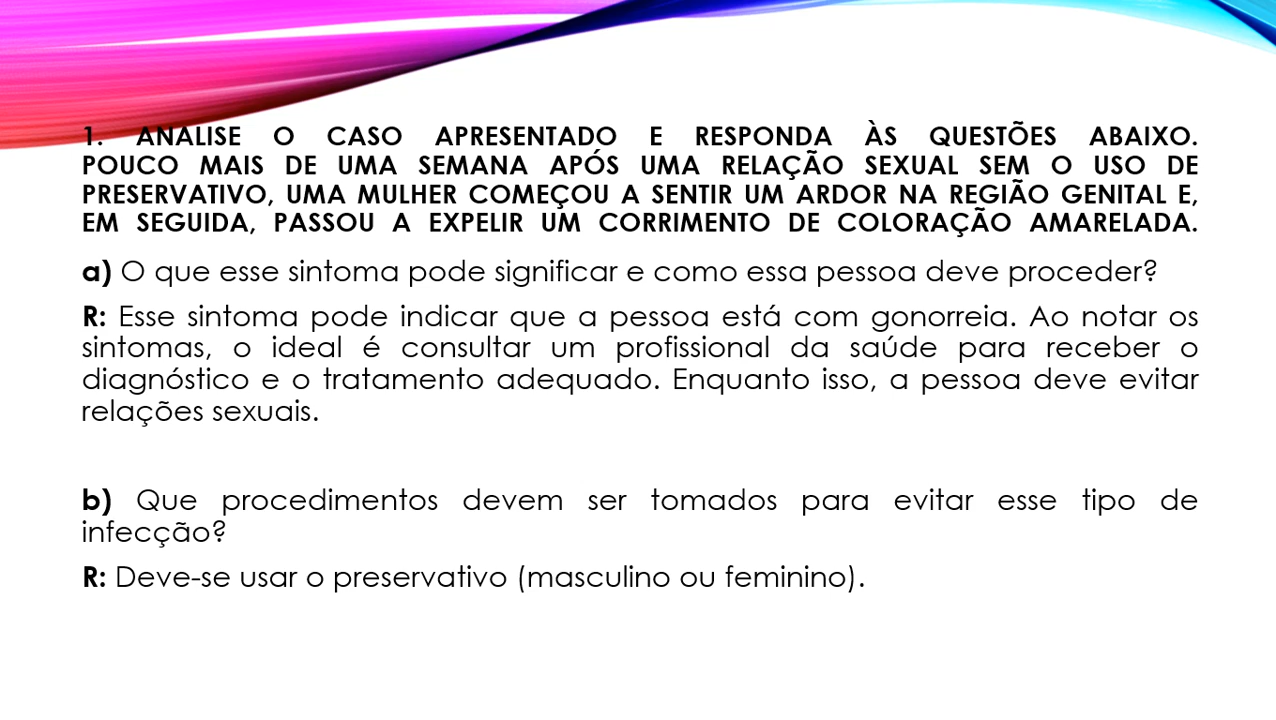 1. ANALISE O CASO APRESENTADO E RESPONDA ÀS QUESTÕES ABAIXO.
POUCO MAIS DE UMA SEMANA APÓS UMA RELAÇÃO SEXUAL SEM O USO DE
PRESERVATIVO, UMA MULHER COMEÇOU A SENTIR UM ARDOR NA REGIÃO GENITAL E,
EM SEGUIDA, PASSOU A EXPELIR UM CORRIMENTO DE COLORAÇÃO AMARELADA.
a) O que esse sintoma pode significar e como essa pessoa deve proceder?
R: Esse sintoma pode indicar que a pessoa está com gonorreia. Ao notar os
sintomas, o ideal é consultar um profissional da saúde para receber o
diagnóstico e o tratamento adequado. Enquanto isso, a pessoa deve evitar
relações sexuais.
b) Que procedimentos devem ser tomados para evitar esse tipo de
infecção?
R: Deve-se usar o preservativo (masculino ou feminino).